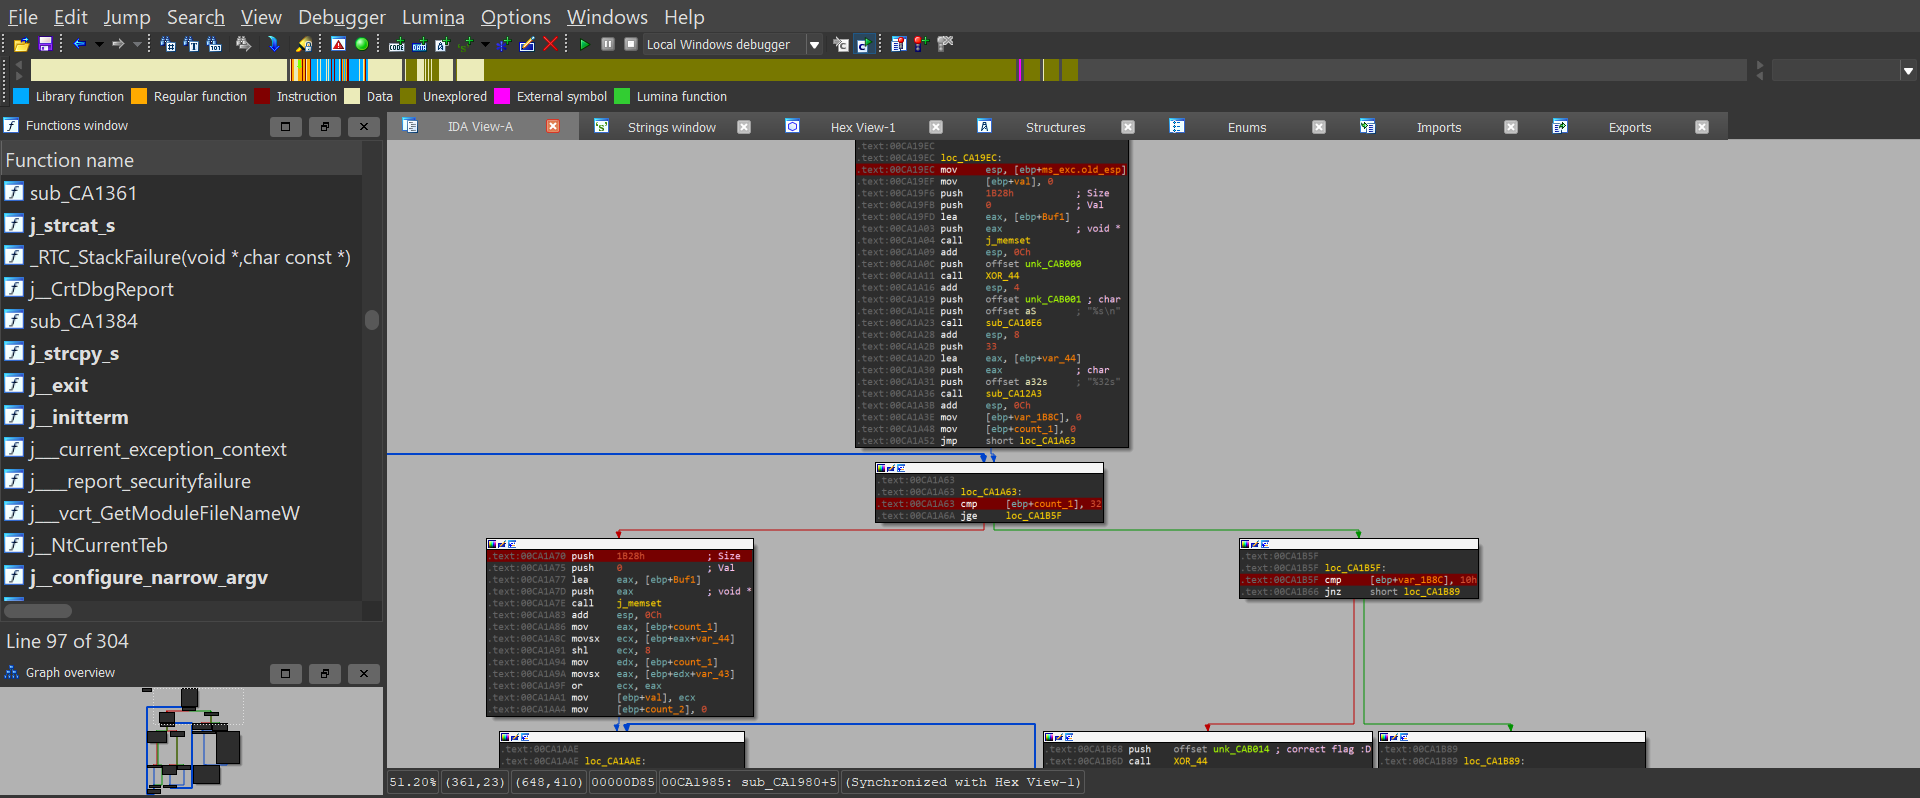 File Edit Jump Search View Debugger Lumina Options Windows Help
Local Windows debugger
Library function Regular function Instruction Data Unexplored External symbol Lumina function
Functions window
IDA View-A Strings window Hex View-1 Structures Enums Imports Exports
Function name
sub_CA1361
j_strcat_s
_RTC_StackFailure(void *,char const *)
j__CrtDbgReport
sub_CA1384
j_strcpy_s
j__exit
j__initterm
j___current_exception_context
j____report_securityfailure
j___vcrt_GetModuleFileNameW
j__NtCurrentTeb
j__configure_narrow_argv
Line 97 of 304
Graph overview
.text:00CA19EC
.text:00CA19EC loc_CA19EC:
.text:00CA19EC mov esp, [ebp+ms_exc.old_esp]
.text:00CA19EF mov [ebp+val], 0
.text:00CA19F6 push 1B28h ; Size
.text:00CA19FB push 0 ; Val
.text:00CA19FD lea eax, [ebp+Buf1]
.text:00CA1A03 push eax ; void *
.text:00CA1A04 call j_memset
.text:00CA1A09 add esp, 0Ch
.text:00CA1A0C push offset unk_CAB000
.text:00CA1A11 call XOR_44
.text:00CA1A16 add esp, 4
.text:00CA1A19 push offset unk_CAB001 ; char
.text:00CA1A1E push offset aS ; "%s\n"
.text:00CA1A23 call sub_CA10E6
.text:00CA1A28 add esp, 8
.text:00CA1A2B push 33
.text:00CA1A2D lea eax, [ebp+var_44]
.text:00CA1A30 push eax ; char
.text:00CA1A31 push offset a32s ; "%32s"
.text:00CA1A36 call sub_CA12A3
.text:00CA1A3B add esp, 0Ch
.text:00CA1A3E mov [ebp+var_1B8C], 0
.text:00CA1A48 mov [ebp+count_1], 0
.text:00CA1A52 jmp short loc_CA1A63
.text:00CA1A63
.text:00CA1A63 loc_CA1A63:
.text:00CA1A63 cmp [ebp+count_1], 32
.text:00CA1A6A jge loc_CA1B5F
.text:00CA1A70 push 1B28h ; Size
.text:00CA1A75 push 0 ; Val
.text:00CA1A77 lea eax, [ebp+Buf1]
.text:00CA1A7D push eax ; void *
.text:00CA1A7E call j_memset
.text:00CA1A83 add esp, 0Ch
.text:00CA1A86 mov eax, [ebp+count_1]
.text:00CA1A8C movsx ecx, [ebp+eax+var_44]
.text:00CA1A91 shl ecx, 8
.text:00CA1A94 mov edx, [ebp+count_1]
.text:00CA1A9A movsx eax, [ebp+edx+var_43]
.text:00CA1A9F or ecx, eax
.text:00CA1AA1 mov [ebp+val], ecx
.text:00CA1AA4 mov [ebp+count_2], 0
.text:00CA1B5F
.text:00CA1B5F loc_CA1B5F:
.text:00CA1B5F cmp [ebp+var_1B8C], 10h
.text:00CA1B66 jnz short loc_CA1B89
.text:00CA1AAE
.text:00CA1AAE loc_CA1AAE:
.text:00CA1B68 push offset unk_CAB014 ; correct flag :D
.text:00CA1B6D call XOR_44
.text:00CA1B89
.text:00CA1B89 loc_CA1B89:
51.20% (361,23) (648,410) 00000D85 00CA1985: sub_CA1980+5 (Synchronized with Hex View-1)